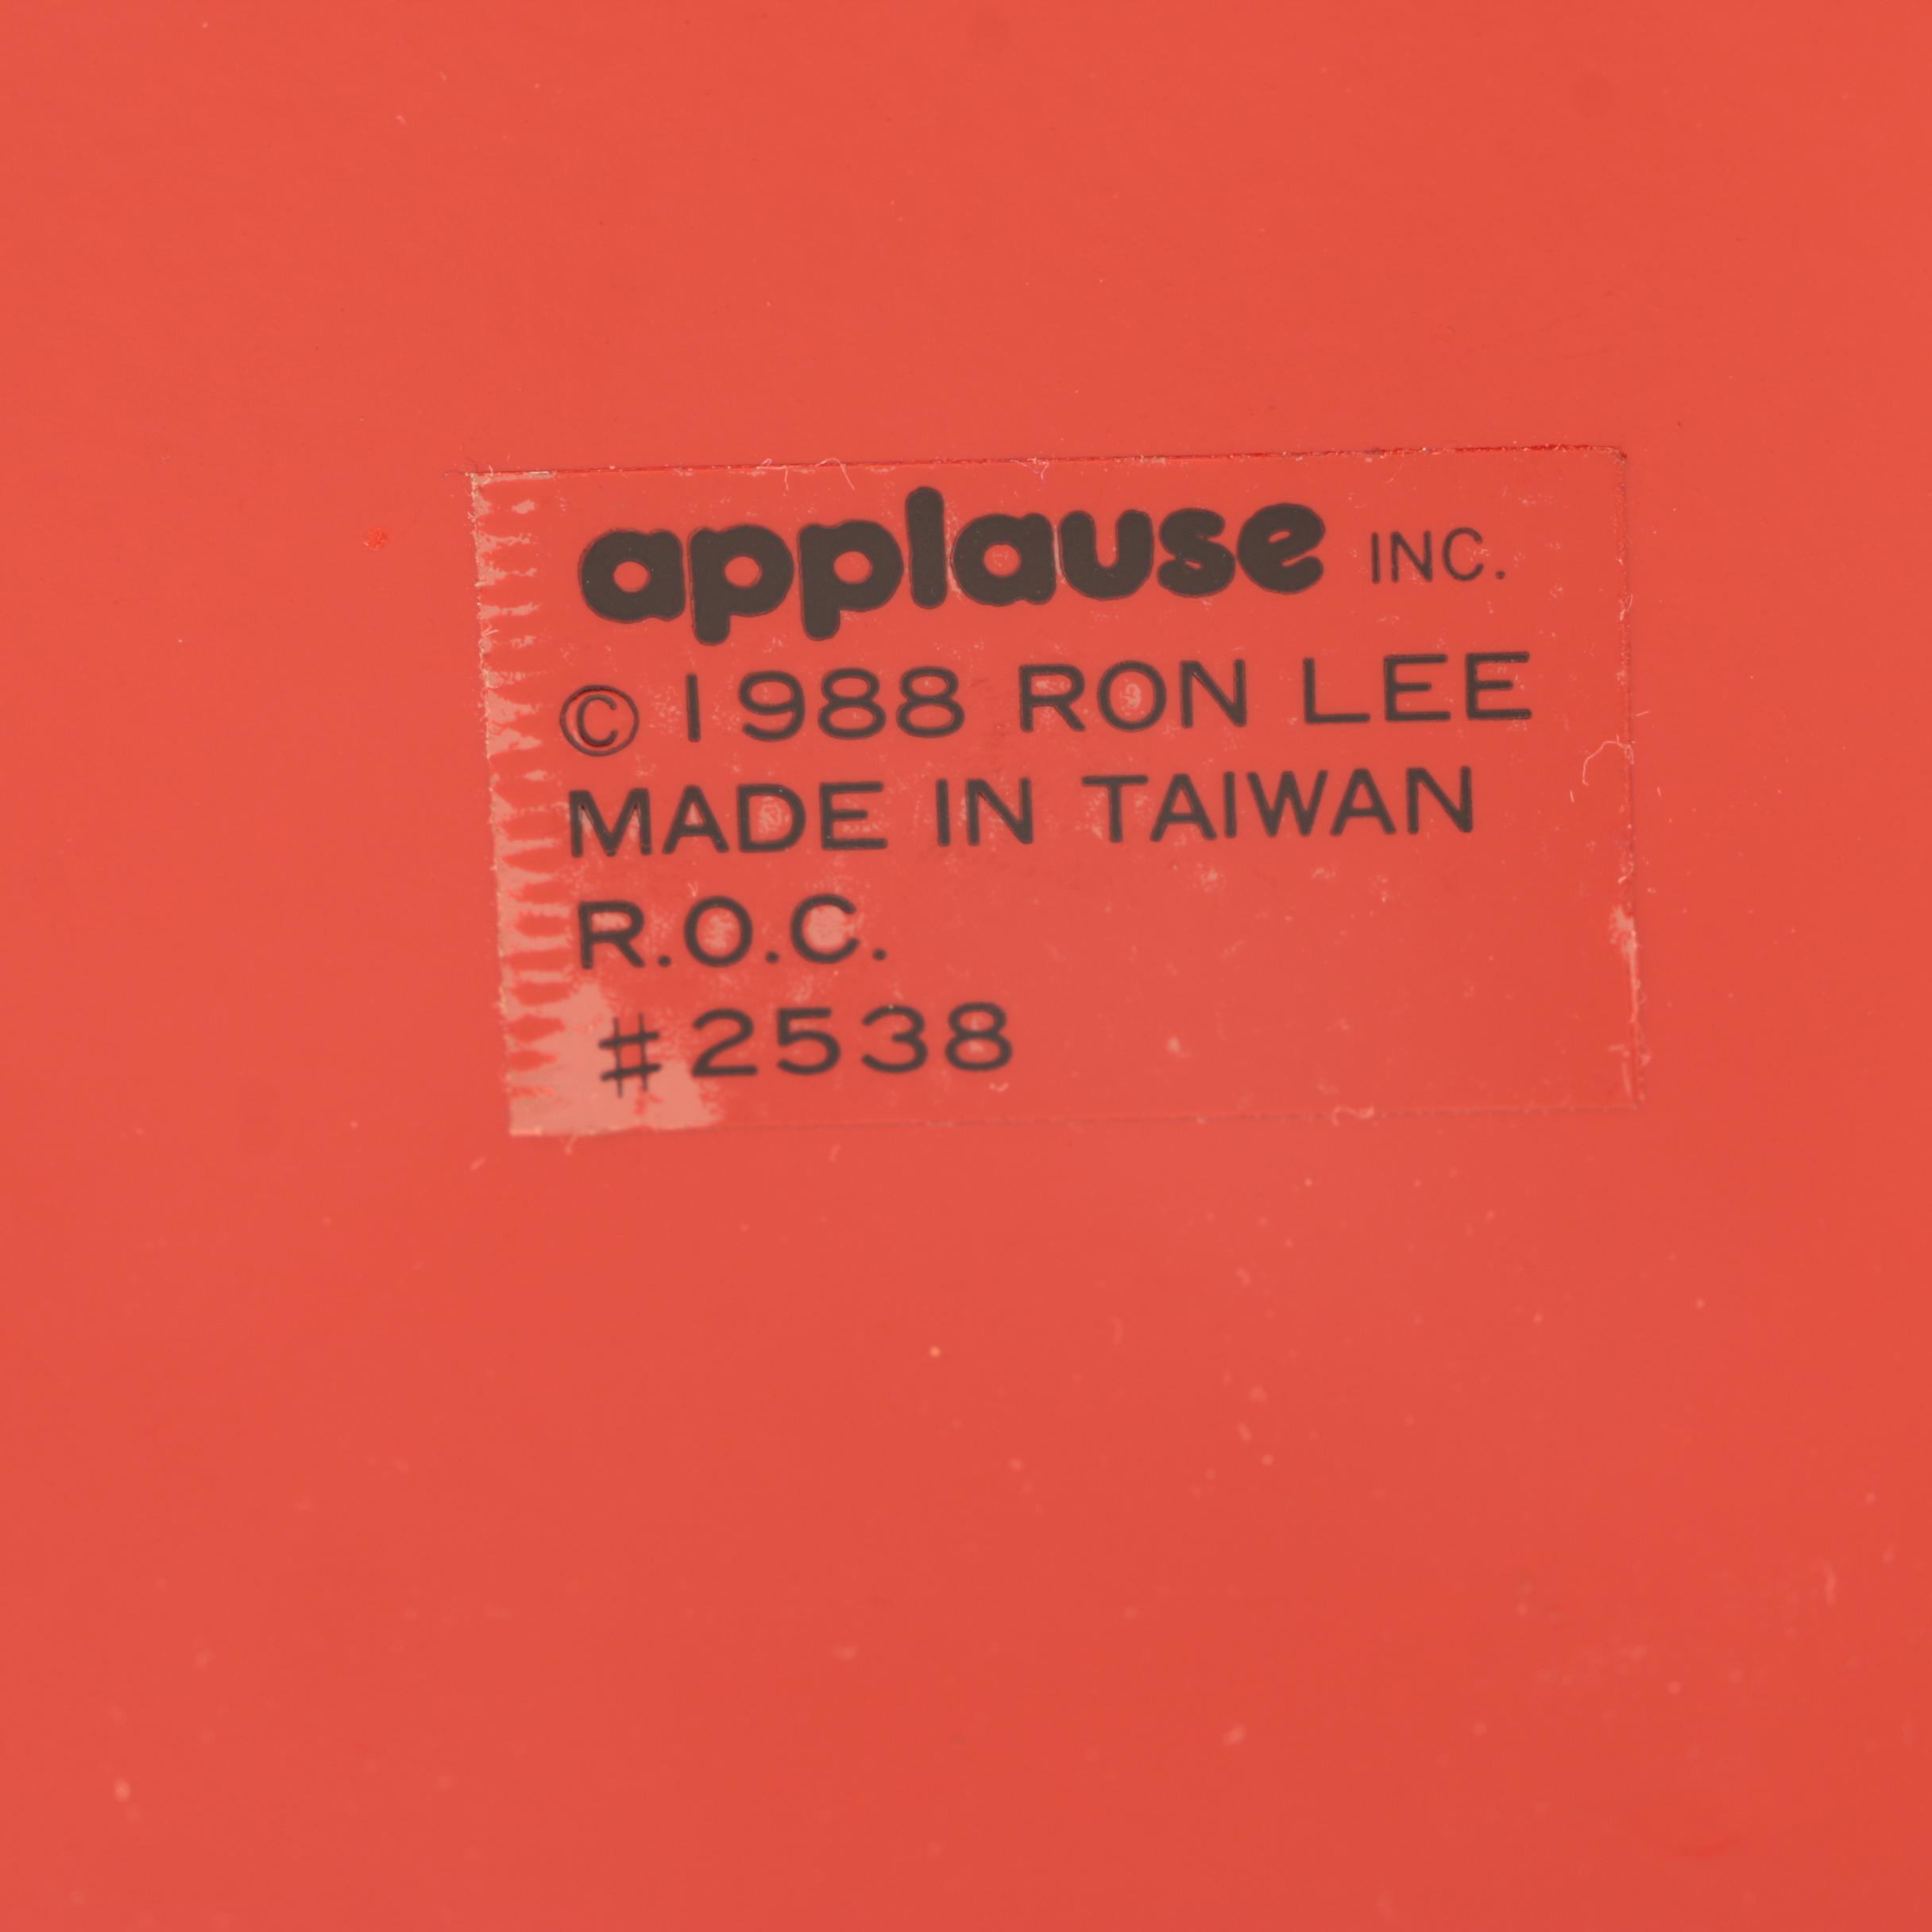 applause INC.
© 1988 RON LEE
MADE IN TAIWAN
R.O.C.
#2538